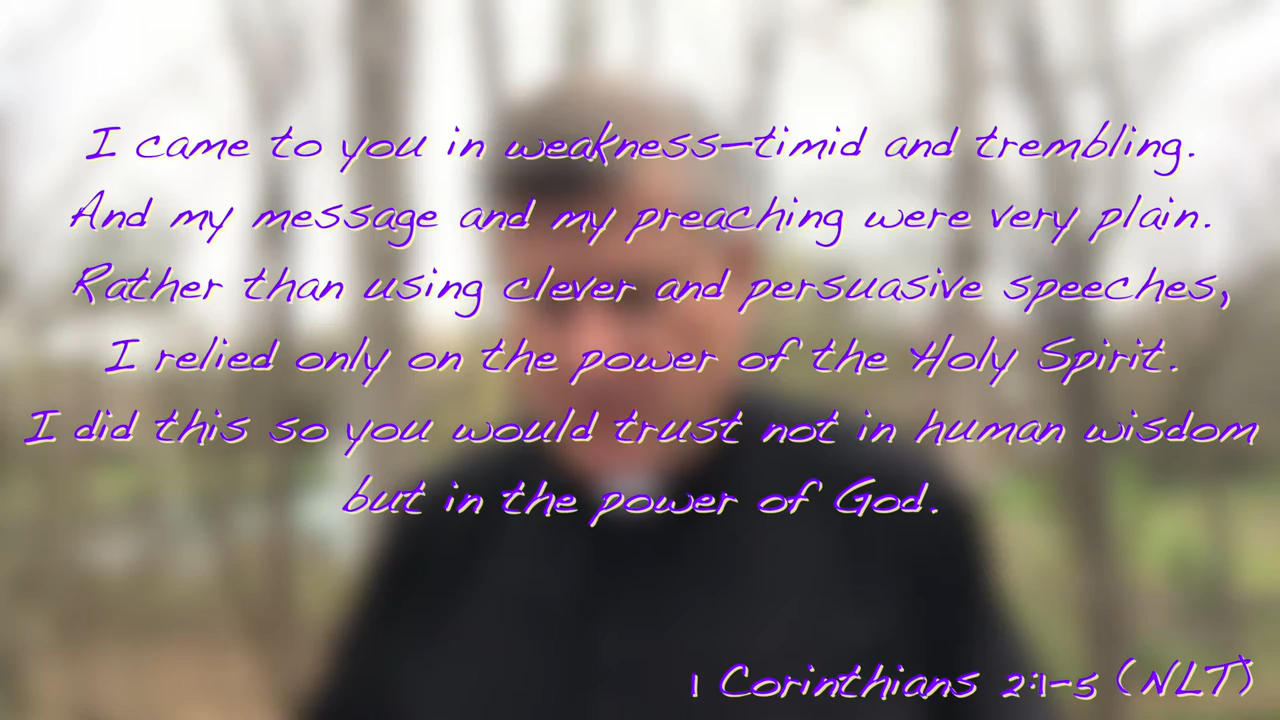 I came to you in weakness—timid and trembling.
And my message and my preaching were very plain.
Rather than using clever and persuasive speeches,
I relied only on the power of the Holy Spirit.
I did this so you would trust not in human wisdom
but in the power of God.
1 Corinthians 2:1-5 (NLT)